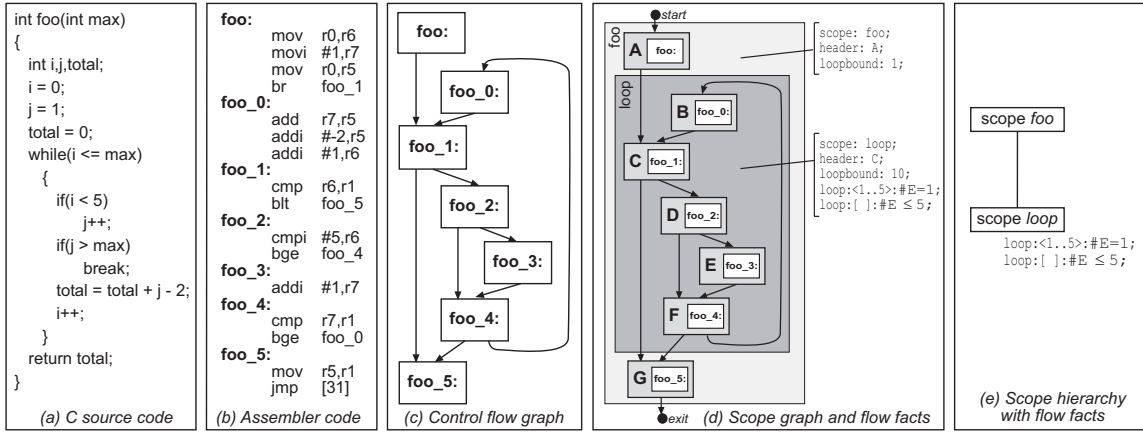 int foo(int max)
{
int i,j,total;
i = 0;
j = 1;
total = 0;
while(i <= max)
{
if(i < 5)
j++;
if(j > max)
break;
total = total + j - 2;
i++;
}
return total;
}
(a) C source code
foo:
mov r0,r6
movi #1,r7
mov r0,r5
br foo_1
foo_0:
add r7,r5
addi #-2,r5
addi #1,r6
foo_1:
cmp r6,r1
blt foo_5
foo_2:
cmpi #5,r6
bge foo_4
foo_3:
addi #1,r7
foo_4:
cmp r7,r1
bge foo_0
foo_5:
mov r5,r1
jmp [31]
(b) Assembler code
foo:
foo_0:
foo_1:
foo_2:
foo_3:
foo_4:
foo_5:
(c) Control flow graph
start
foo
A foo:
loop
B foo_0:
C foo_1:
D foo_2:
E foo_3:
F foo_4:
G foo_5:
exit
scope: foo;
header: A;
loopbound: 1;
scope: loop;
header: C;
loopbound: 10;
loop:<1..5>:#E=1;
loop:[ ]:#E ≤ 5;
(d) Scope graph and flow facts
scope foo
scope loop
loop:<1..5>:#E=1;
loop:[ ]:#E ≤ 5;
(e) Scope hierarchy
with flow facts